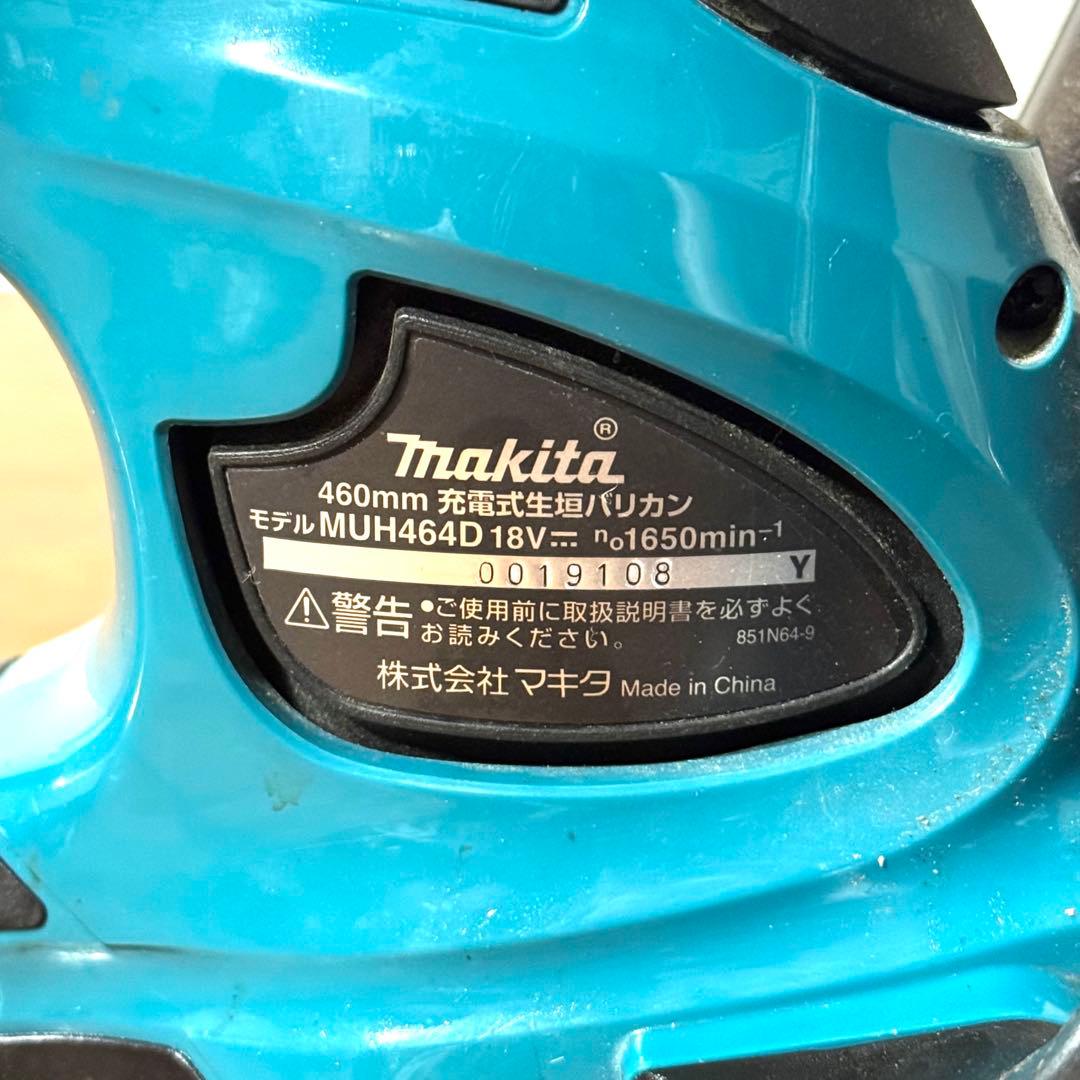 makita®
460mm 充電式生垣バリカン
モデル MUH464D 18V⎓ n₀1650min⁻¹
0019108 Y
⚠警告 •ご使用前に取扱説明書を必ずよく
お読みください。 851N64-9
株式会社 マキタ Made in China